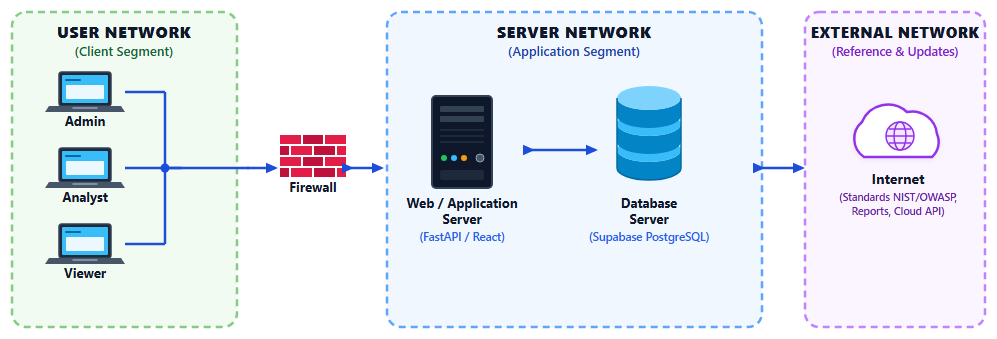 USER NETWORK
(Client Segment)
Admin
Analyst
Viewer
Firewall
SERVER NETWORK
(Application Segment)
Web / Application
Server
(FastAPI / React)
Database
Server
(Supabase PostgreSQL)
EXTERNAL NETWORK
(Reference & Updates)
Internet
(Standards NIST/OWASP,
Reports, Cloud API)